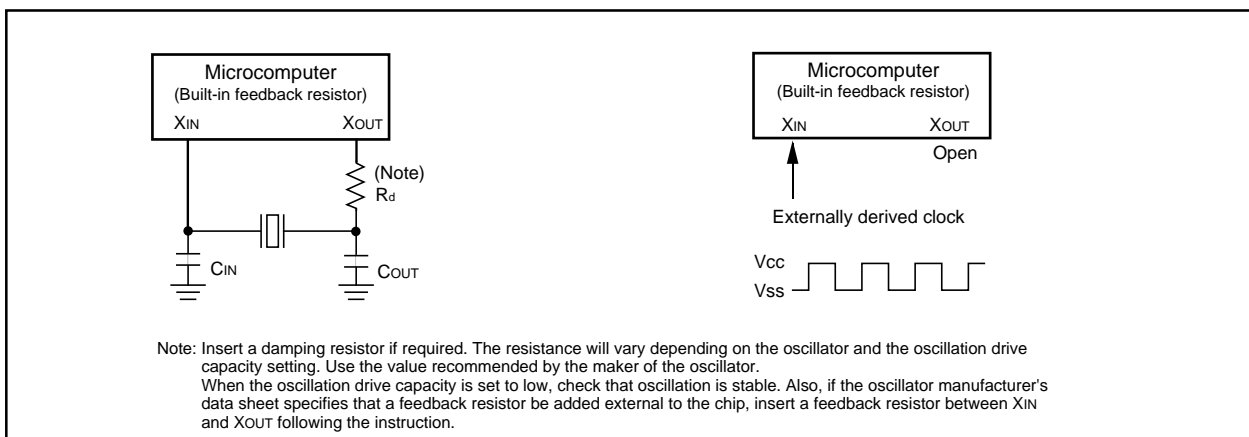 Microcomputer
(Built-in feedback resistor)
XIN XOUT
(Note)
Rd
CIN
COUT
Microcomputer
(Built-in feedback resistor)
XIN XOUT
Open
Externally derived clock
Vcc
Vss
Note: Insert a damping resistor if required. The resistance will vary depending on the oscillator and the oscillation drive
capacity setting. Use the value recommended by the maker of the oscillator.
When the oscillation drive capacity is set to low, check that oscillation is stable. Also, if the oscillator manufacturer's
data sheet specifies that a feedback resistor be added external to the chip, insert a feedback resistor between XIN
and XOUT following the instruction.